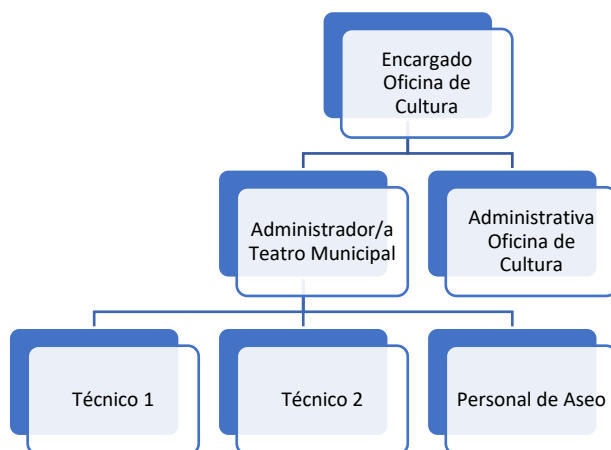 Encargado
Oficina de
Cultura
Administrador/a
Teatro Municipal
Administrativa
Oficina de
Cultura
Técnico 1
Técnico 2
Personal de Aseo